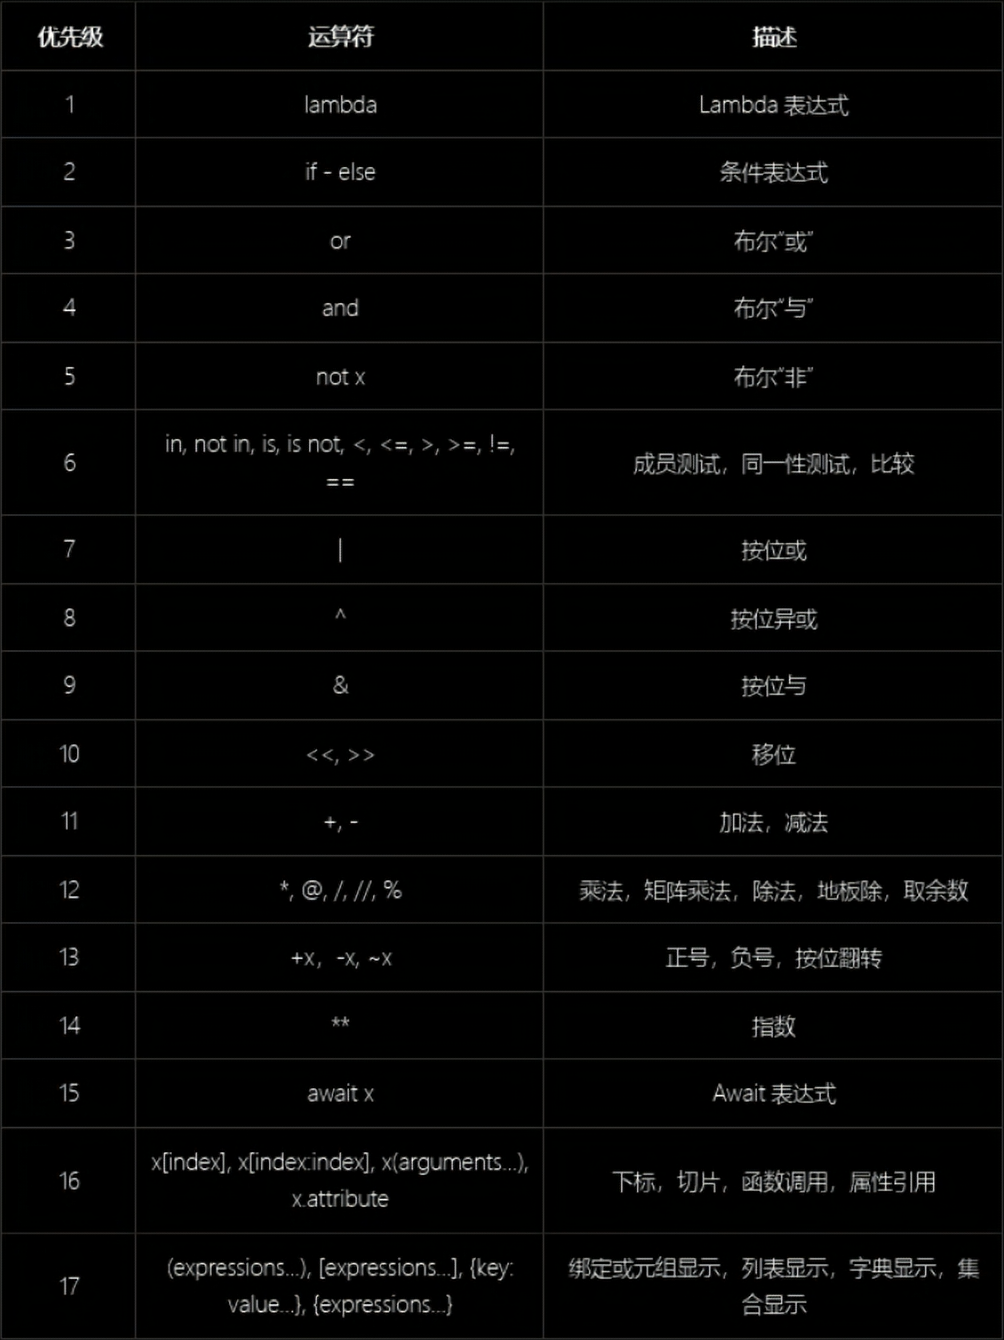 优先级 运算符 描述
1 lambda Lambda 表达式
2 if - else 条件表达式
3 or 布尔“或”
4 and 布尔“与”
5 not x 布尔“非”
6 in, not in, is, is not, <, <=, >, >=, !=, 成员测试，同一性测试，比较
==
7 | 按位或
8 ^ 按位异或
9 & 按位与
10 <<, >> 移位
11 +, - 加法，减法
12 *, @, /, //, % 乘法，矩阵乘法，除法，地板除，取余数
13 +x，-x, ~x 正号，负号，按位翻转
14 ** 指数
15 await x Await 表达式
16 x[index], x[index:index], x(arguments...), 下标，切片，函数调用，属性引用
x.attribute
17 (expressions...), [expressions...], {key: 绑定或元组显示，列表显示，字典显示，集
value...}, {expressions...} 合显示